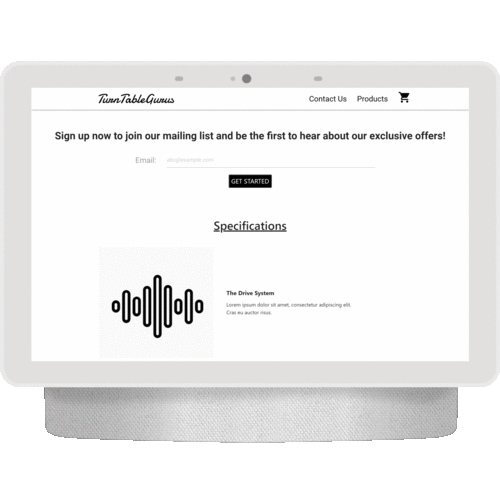 TurnTableGurus
Contact Us Products
Sign up now to join our mailing list and be the first to hear about our exclusive offers!
Email: abc@example.com
GET STARTED
Specifications
The Drive System
Lorem ipsum dolor sit amet, consectetur adipiscing elit.
Cras eu auctor risus.